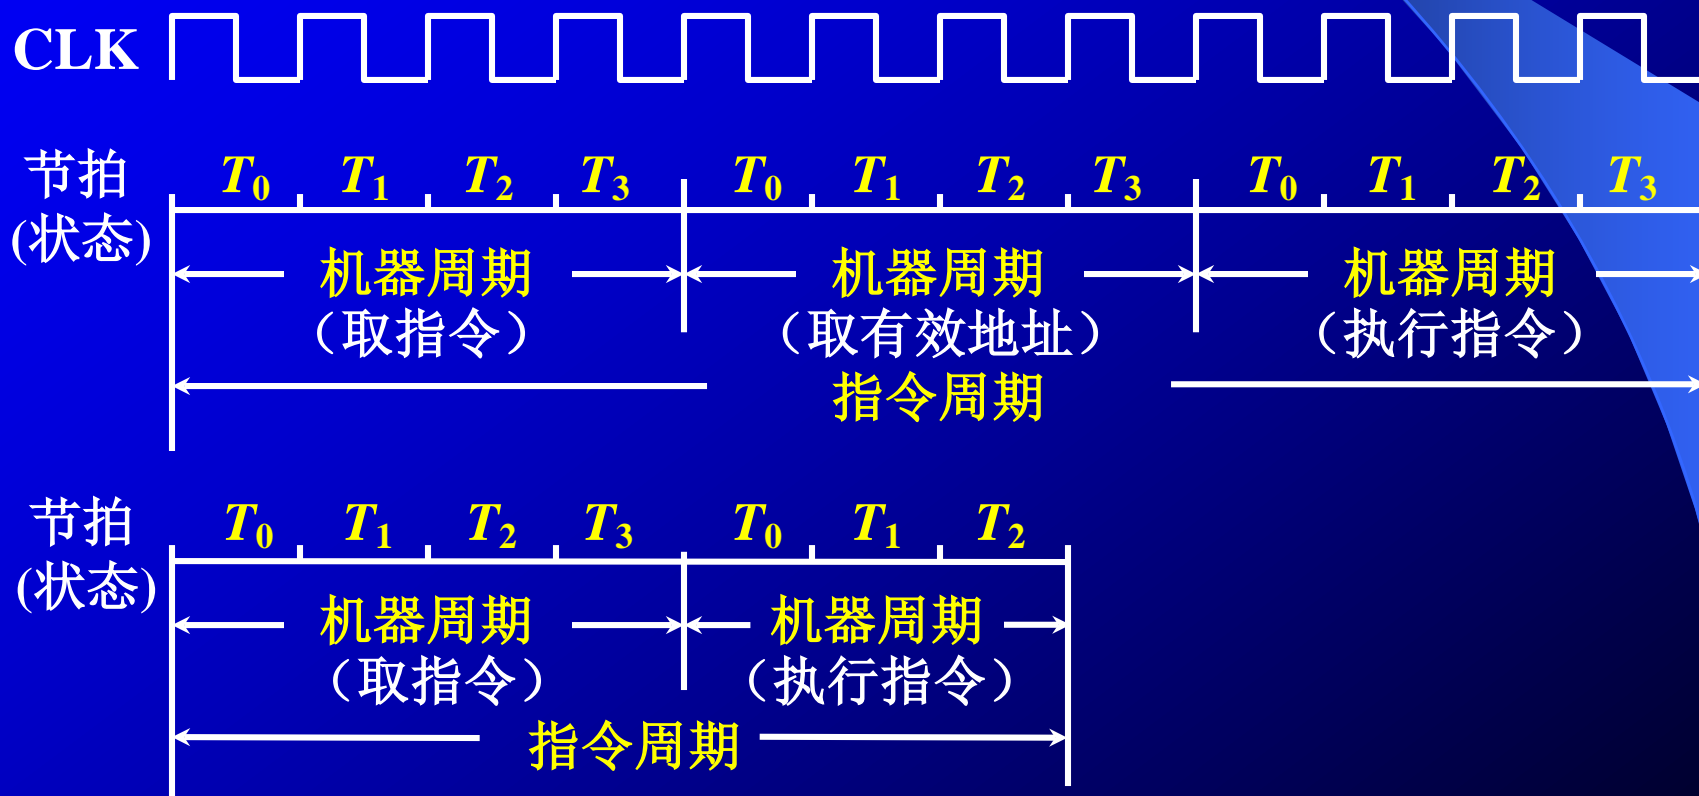 CLK
节拍 T0 T1 T2 T3 T0 T1 T2 T3 T0 T1 T2 T3
(状态)
机器周期 机器周期 机器周期
（取指令） （取有效地址） （执行指令）
指令周期
节拍 T0 T1 T2 T3 T0 T1 T2
(状态)
机器周期 机器周期
（取指令） （执行指令）
指令周期